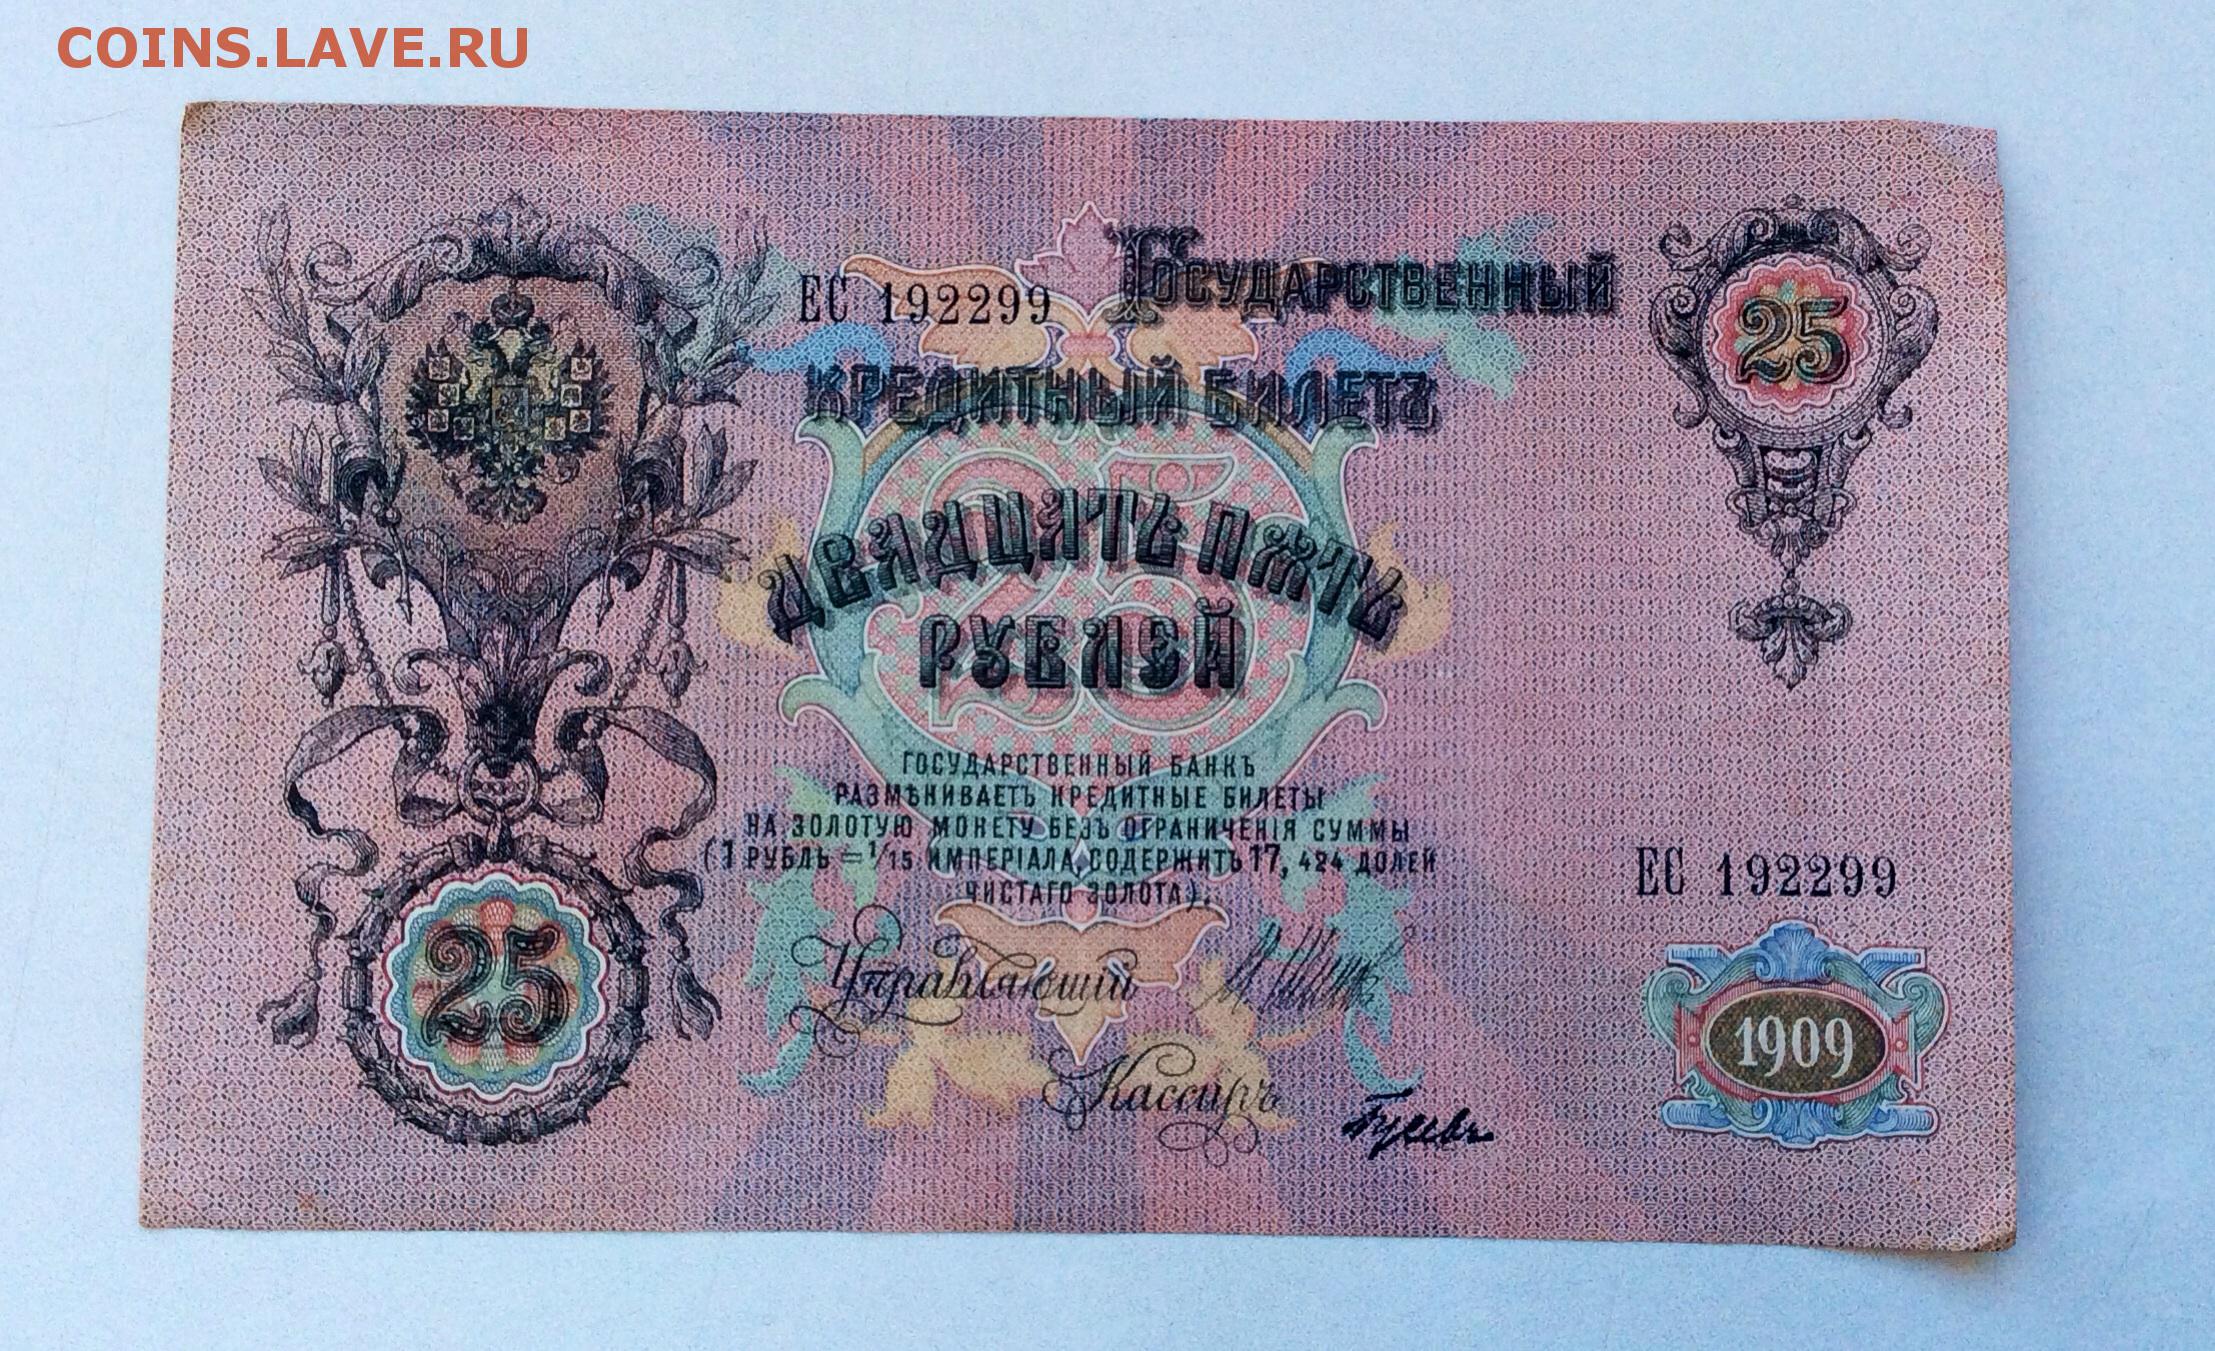 COINS.LAVE.RU
ЕС 192299
ГОСУДАРСТВЕННЫЙ
КРЕДИТНЫЙ БИЛЕТЪ
25
25
ДВАДЦАТЬ ПЯТЬ
РУБЛЕЙ
ГОСУДАРСТВЕННЫЙ БАНКЪ
РАЗМѢНИВАЕТЪ КРЕДИТНЫЕ БИЛЕТЫ
НА ЗОЛОТУЮ МОНЕТУ БЕЗЪ ОГРАНИЧЕНІЯ СУММЫ
(1 РУБЛЬ = 1/15 ИМПЕРІАЛА, СОДЕРЖИТЪ 17, 424 ДОЛЕЙ
ЧИСТАГО ЗОЛОТА).
ЕС 192299
25
Управляющій
Кассиръ
1909